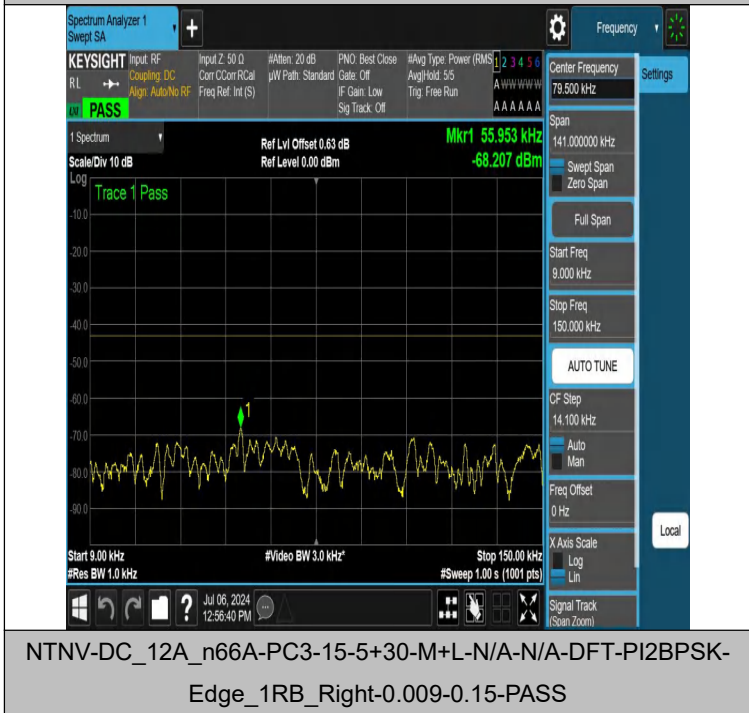 Spectrum Analyzer 1
Swept SA
Frequency
KEYSIGHT
RL
PASS
Input: RF
Coupling: DC
Align: Auto/No RF
Input Z: 50 Ω
Corr CCorr RCal
Freq Ref: Int (S)
#Atten: 20 dB
µW Path: Standard
PNO: Best Close
Gate: Off
IF Gain: Low
Sig Track: Off
#Avg Type: Power (RMS
Avg|Hold: 5/5
Trig: Free Run
1 2 3 4 5 6
A W W W W W
A A A A A A
Center Frequency
79.500 kHz
Settings
1 Spectrum
Scale/Div 10 dB
Ref Lvl Offset 0.63 dB
Ref Level 0.00 dBm
Mkr1 55.953 kHz
-68.207 dBm
Log
Trace 1 Pass
-10.0
-20.0
-30.0
-40.0
-50.0
-60.0
-70.0
-80.0
-90.0
1
Start 9.00 kHz
#Res BW 1.0 kHz
#Video BW 3.0 kHz*
Stop 150.00 kHz
#Sweep 1.00 s (1001 pts)
Span
141.000000 kHz
Swept Span
Zero Span
Full Span
Start Freq
9.000 kHz
Stop Freq
150.000 kHz
AUTO TUNE
CF Step
14.100 kHz
Auto
Man
Freq Offset
0 Hz
X Axis Scale
Log
Lin
Signal Track
(Span Zoom)
Local
Jul 06, 2024
12:56:40 PM
NTNV-DC_12A_n66A-PC3-15-5+30-M+L-N/A-N/A-DFT-PI2BPSK-
Edge_1RB_Right-0.009-0.15-PASS